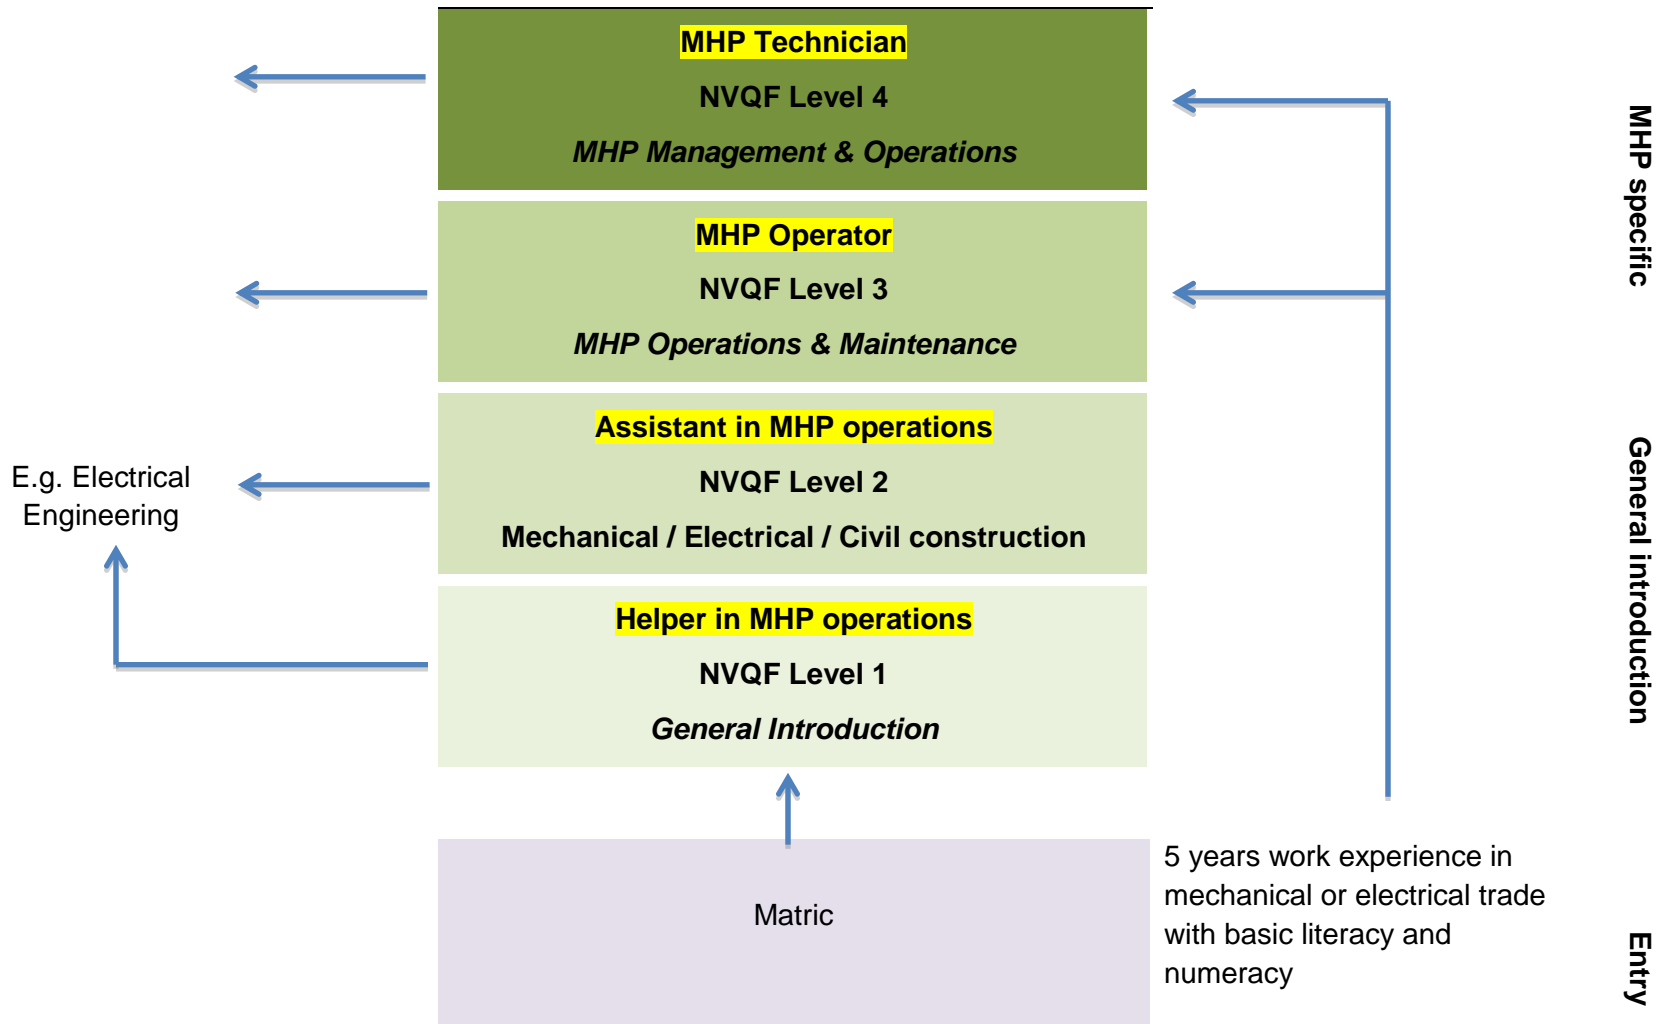 MHP Technician
NVQF Level 4
MHP Management & Operations
MHP Operator
NVQF Level 3
MHP Operations & Maintenance
Assistant in MHP operations
NVQF Level 2
Mechanical / Electrical / Civil construction
Helper in MHP operations
NVQF Level 1
General Introduction
Matric
E.g. Electrical
Engineering
5 years work experience in
mechanical or electrical trade
with basic literacy and
numeracy
MHP specific
General introduction
Entry